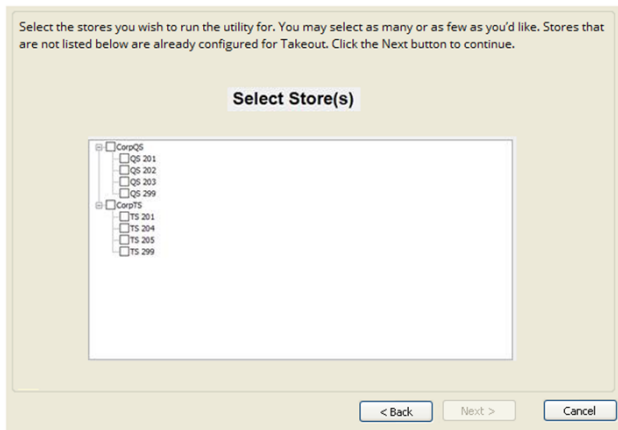 Select the stores you wish to run the utility for. You may select as many or as few as you'd like. Stores that
are not listed below are already configured for Takeout. Click the Next button to continue.
Select Store(s)
CorpQS
QS 201
QS 202
QS 203
QS 299
CorpTS
TS 201
TS 204
TS 205
TS 299
< Back
Next >
Cancel